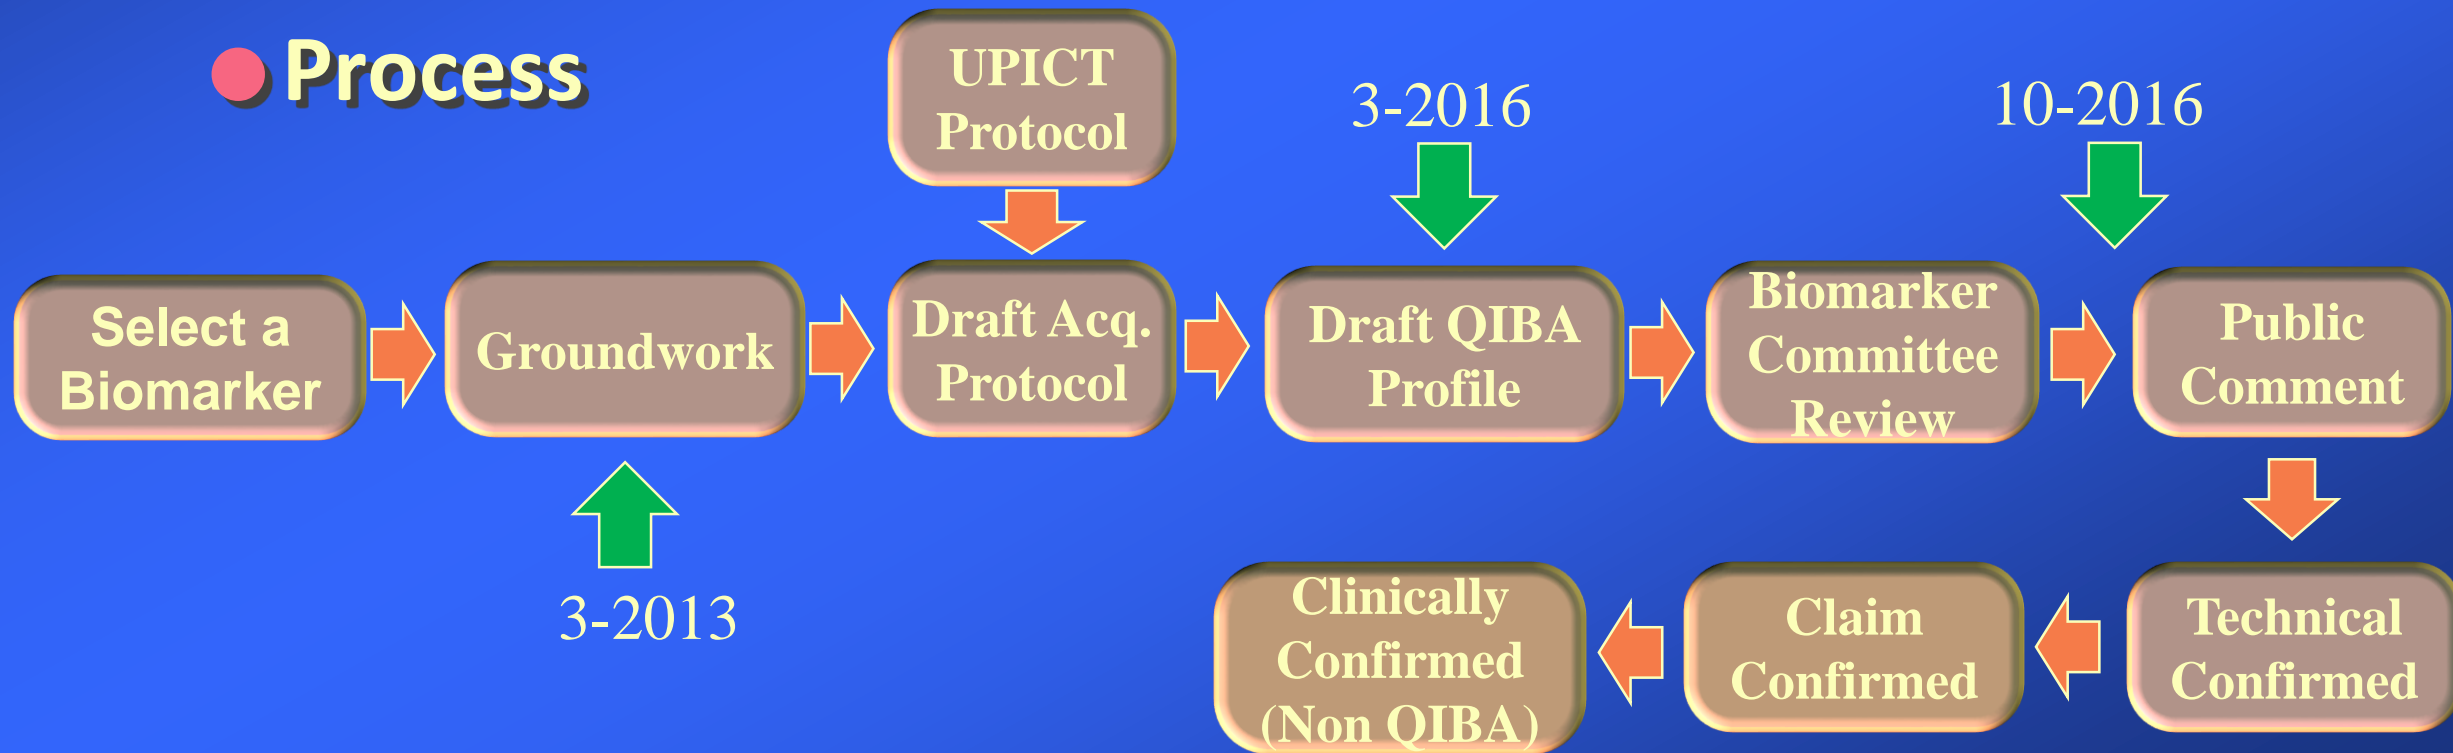 Process
UPICT
Protocol
3-2016
10-2016
Select a
Biomarker
Groundwork
Draft Acq.
Protocol
Draft QIBA
Profile
Biomarker
Committee
Review
Public
Comment
3-2013
Clinically
Confirmed
(Non QIBA)
Claim
Confirmed
Technical
Confirmed